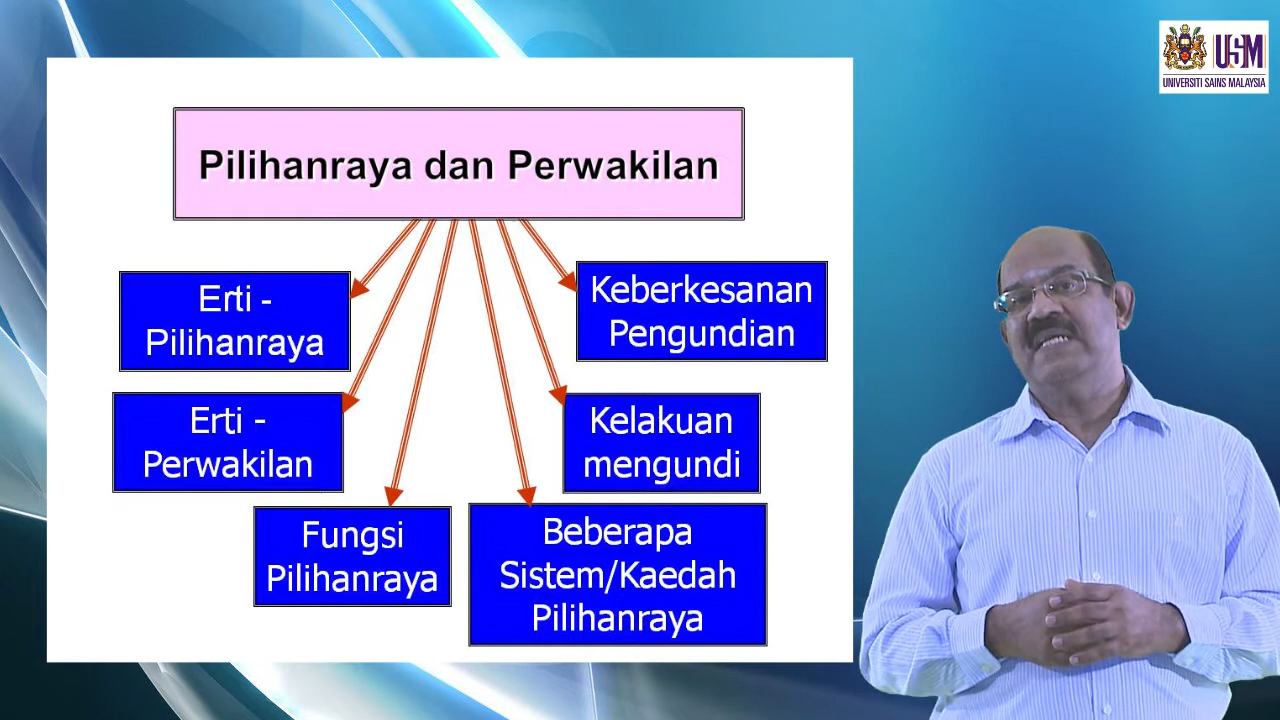 USM
UNIVERSITI SAINS MALAYSIA
Pilihanraya dan Perwakilan
Erti -
Pilihanraya
Erti -
Perwakilan
Fungsi
Pilihanraya
Beberapa
Sistem/Kaedah
Pilihanraya
Kelakuan
mengundi
Keberkesanan
Pengundian